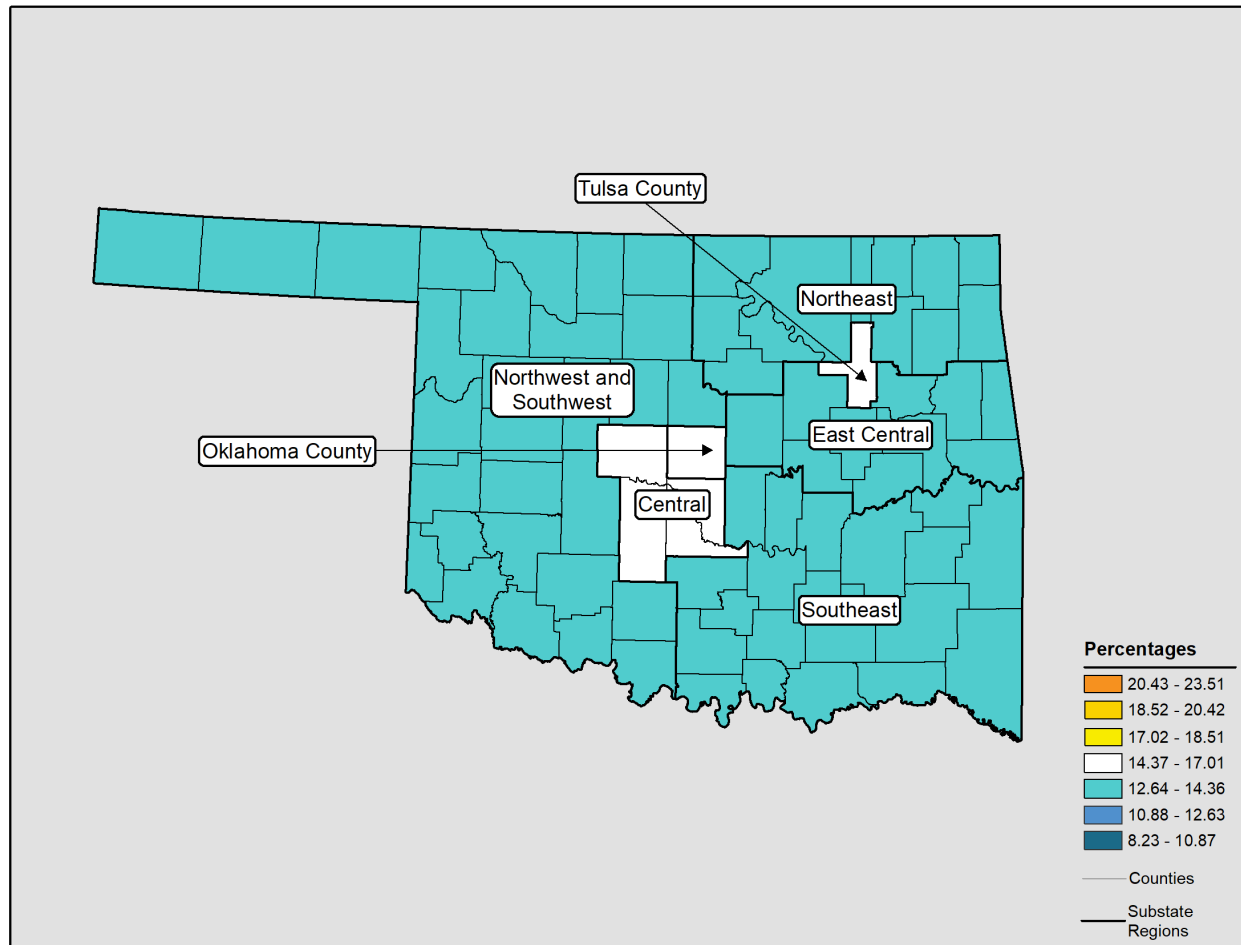 Tulsa County
Northeast
Northwest and
Southwest
East Central
Oklahoma County
Central
Southeast
Percentages
20.43 - 23.51
18.52 - 20.42
17.02 - 18.51
14.37 - 17.01
12.64 - 14.36
10.88 - 12.63
8.23 - 10.87
Counties
Substate
Regions